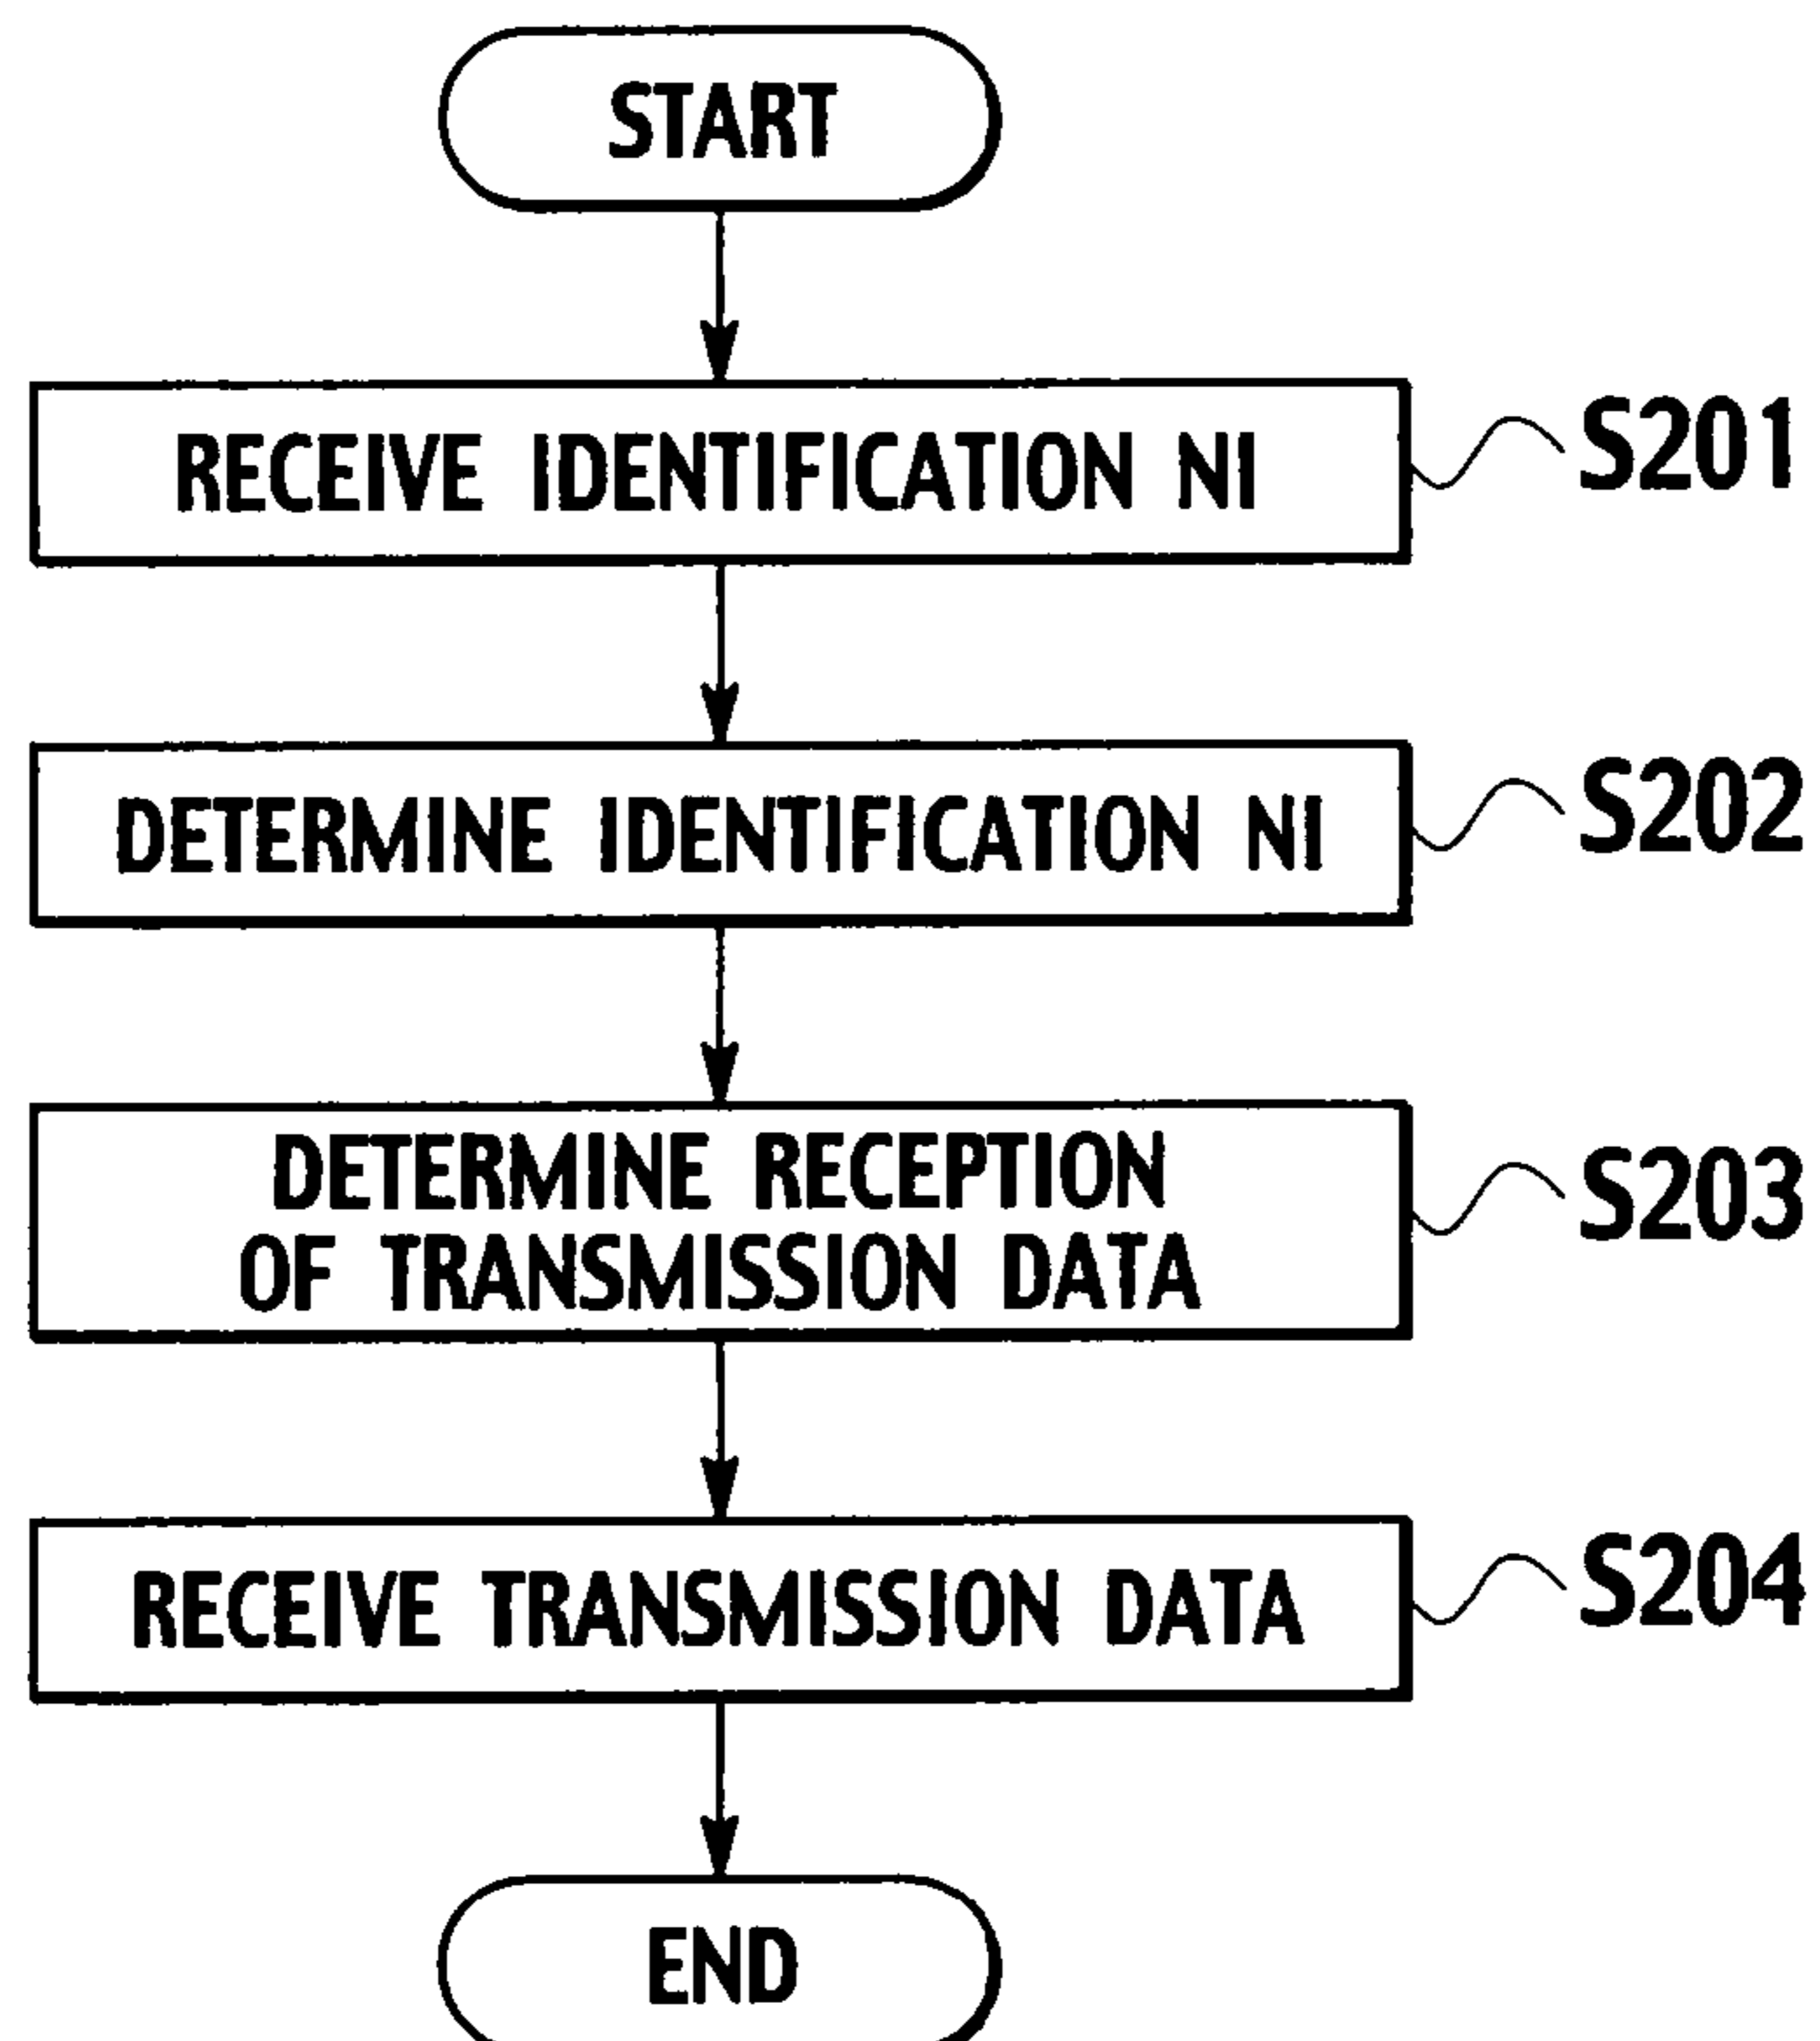 START
RECEIVE IDENTIFICATION NI
S201
DETERMINE IDENTIFICATION NI
S202
DETERMINE RECEPTION
OF TRANSMISSION DATA
S203
RECEIVE TRANSMISSION DATA
S204
END